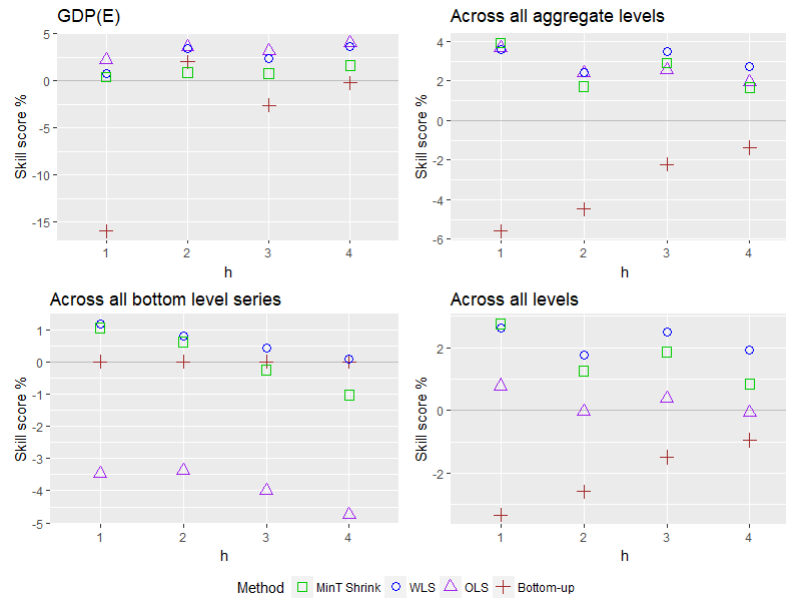 GDP(E)
Skill score %
0
-5
-10
-15
1 2 3 4
h
Across all aggregate levels
Skill score %
4
2
0
-2
-4
-6
1 2 3 4
h
Across all bottom level series
Skill score %
1
0
-1
-2
-3
-4
-5
1 2 3 4
h
Across all levels
Skill score %
2
0
-2
1 2 3 4
h
Method MinT Shrink WLS OLS Bottom-up